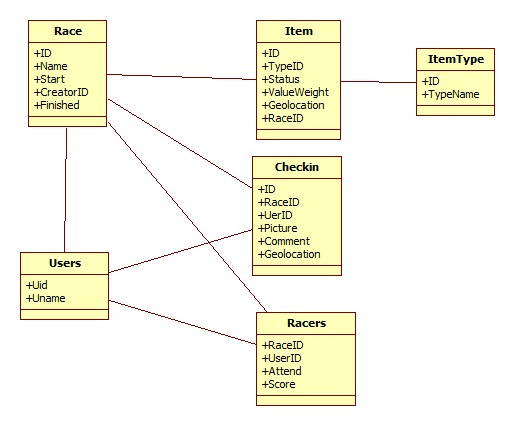 Race
+ID
+Name
+Start
+CreatorID
+Finished
Item
+ID
+TypeID
+Status
+ValueWeight
+Geolocation
+RaceID
ItemType
+ID
+TypeName
Checkin
+ID
+RaceID
+UerID
+Picture
+Comment
+Geolocation
Users
+Uid
+Uname
Racers
+RaceID
+UserID
+Attend
+Score